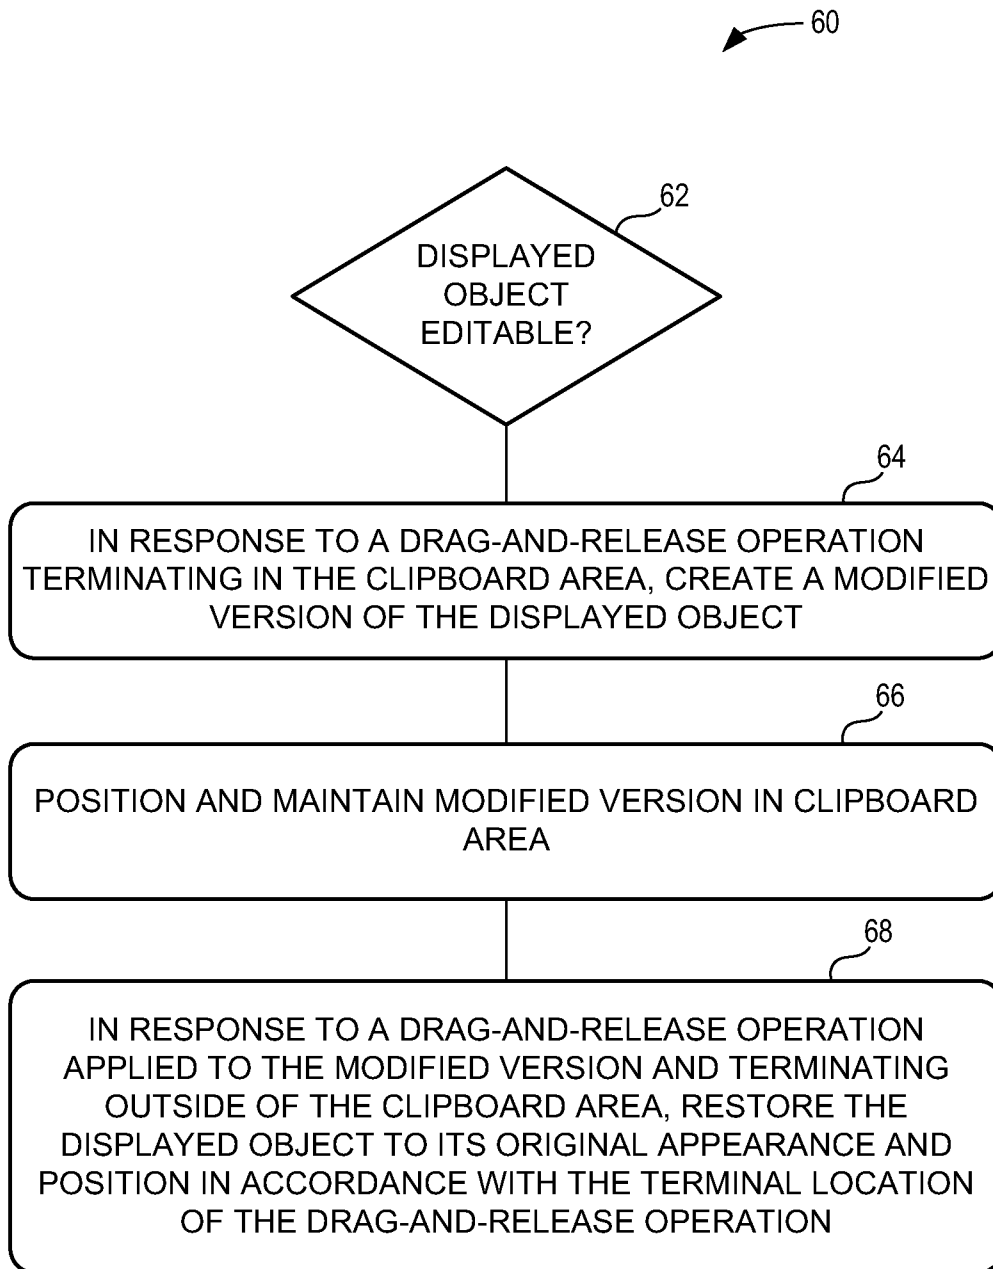 60
62
DISPLAYED
OBJECT
EDITABLE?
64
IN RESPONSE TO A DRAG-AND-RELEASE OPERATION
TERMINATING IN THE CLIPBOARD AREA, CREATE A MODIFIED
VERSION OF THE DISPLAYED OBJECT
66
POSITION AND MAINTAIN MODIFIED VERSION IN CLIPBOARD
AREA
68
IN RESPONSE TO A DRAG-AND-RELEASE OPERATION
APPLIED TO THE MODIFIED VERSION AND TERMINATING
OUTSIDE OF THE CLIPBOARD AREA, RESTORE THE
DISPLAYED OBJECT TO ITS ORIGINAL APPEARANCE AND
POSITION IN ACCORDANCE WITH THE TERMINAL LOCATION
OF THE DRAG-AND-RELEASE OPERATION